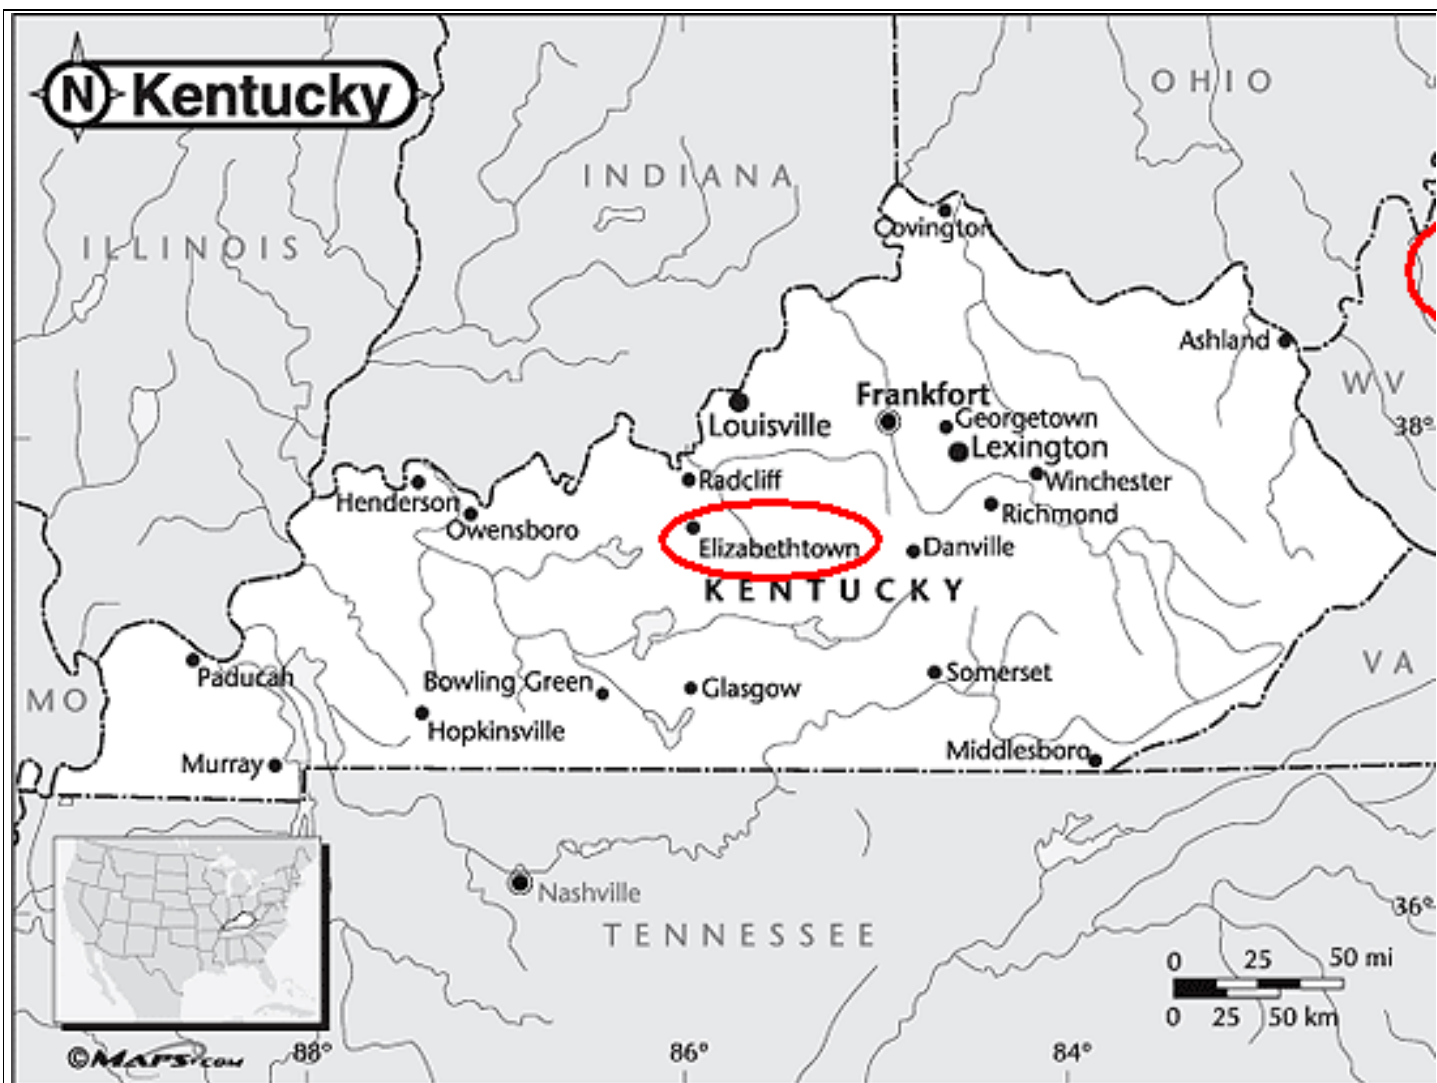 N Kentucky
OHIO
INDIANA
ILLINOIS
Covington
Ashland
WV
Frankfort
Georgetown
38°
Louisville
Lexington
Radcliff
Winchester
Henderson
Richmond
Owensboro
Elizabethtown
Danville
KENTUCKY
VA
Paducah
Bowling Green
Glasgow
Somerset
MO
Hopkinsville
Middlesboro
Murray
Nashville
36°
TENNESSEE
0 25 50 mi
0 25 50 km
©MAPS.com
88° 86° 84°